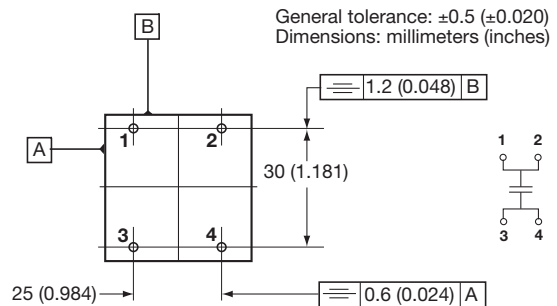 General tolerance: ±0.5 (±0.020)
Dimensions: millimeters (inches)
B
1.2 (0.048) B
1 2
A
30 (1.181)
1 2
3 4
3 4
25 (0.984)
0.6 (0.024) A